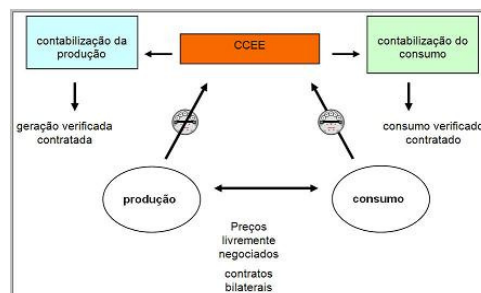 contabilização da
produção
CCEE
contabilização do
consumo
geração verificada
contratada
consumo verificado
contratado
produção
consumo
Preços
livremente
negociados
contratos
bilaterais